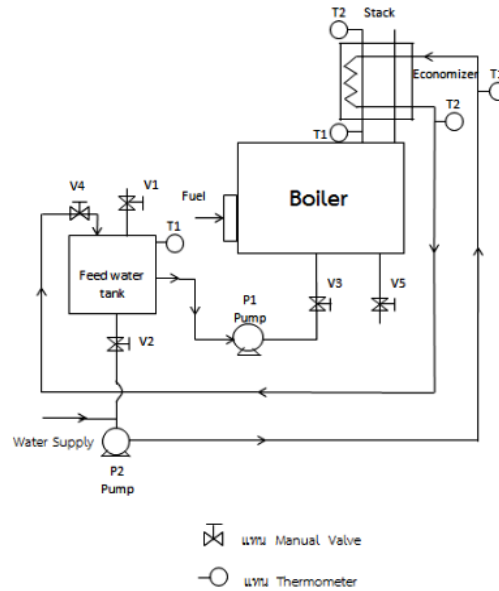 T2
Stack
Economizer
T1
T2
T1
V4
V1
Fuel
Boiler
T1
Feed water
tank
V3
V5
P1
Pump
V2
Water Supply
P2
Pump
แทน Manual Valve
แทน Thermometer